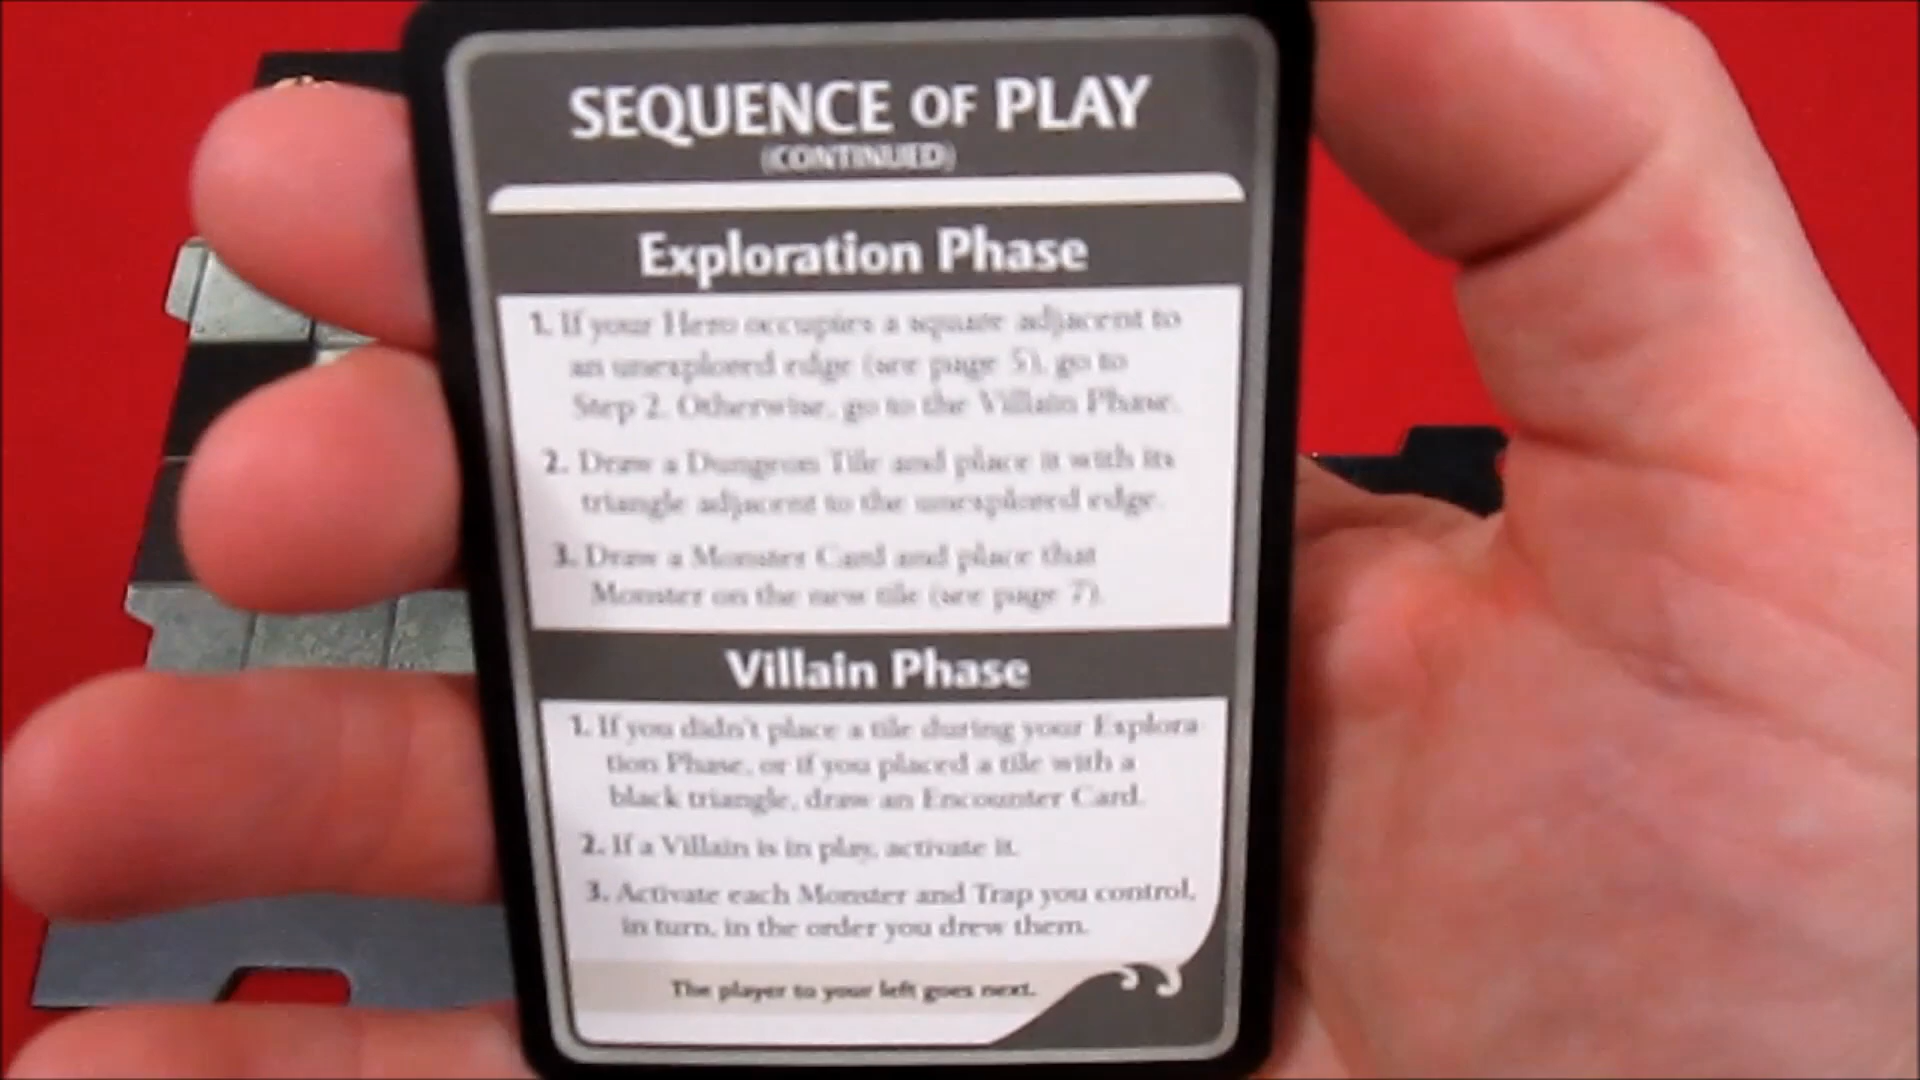 SEQUENCE OF PLAY
(CONTINUED)
Exploration Phase
1. If your Hero occupies a square adjacent to
an unexplored edge (see page 5), go to
Step 2. Otherwise, go to the Villain Phase.
2. Draw a Dungeon Tile and place it with its
triangle adjacent to the unexplored edge.
3. Draw a Monster Card and place that
Monster on the new tile (see page 7).
Villain Phase
1. If you didn't place a tile during your Explora
tion Phase, or if you placed a tile with a
black triangle, draw an Encounter Card.
2. If a Villain is in play, activate it.
3. Activate each Monster and Trap you control,
in turn, in the order you drew them.
The player to your left goes next.